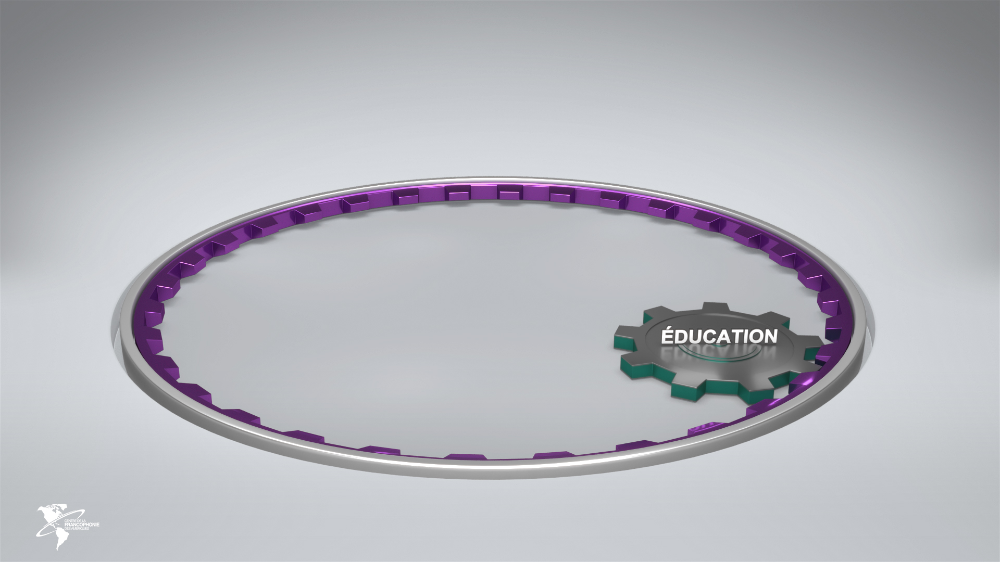 ÉDUCATION
CENTRE DE LA
FRANCOPHONIE
DES AMÉRIQUES